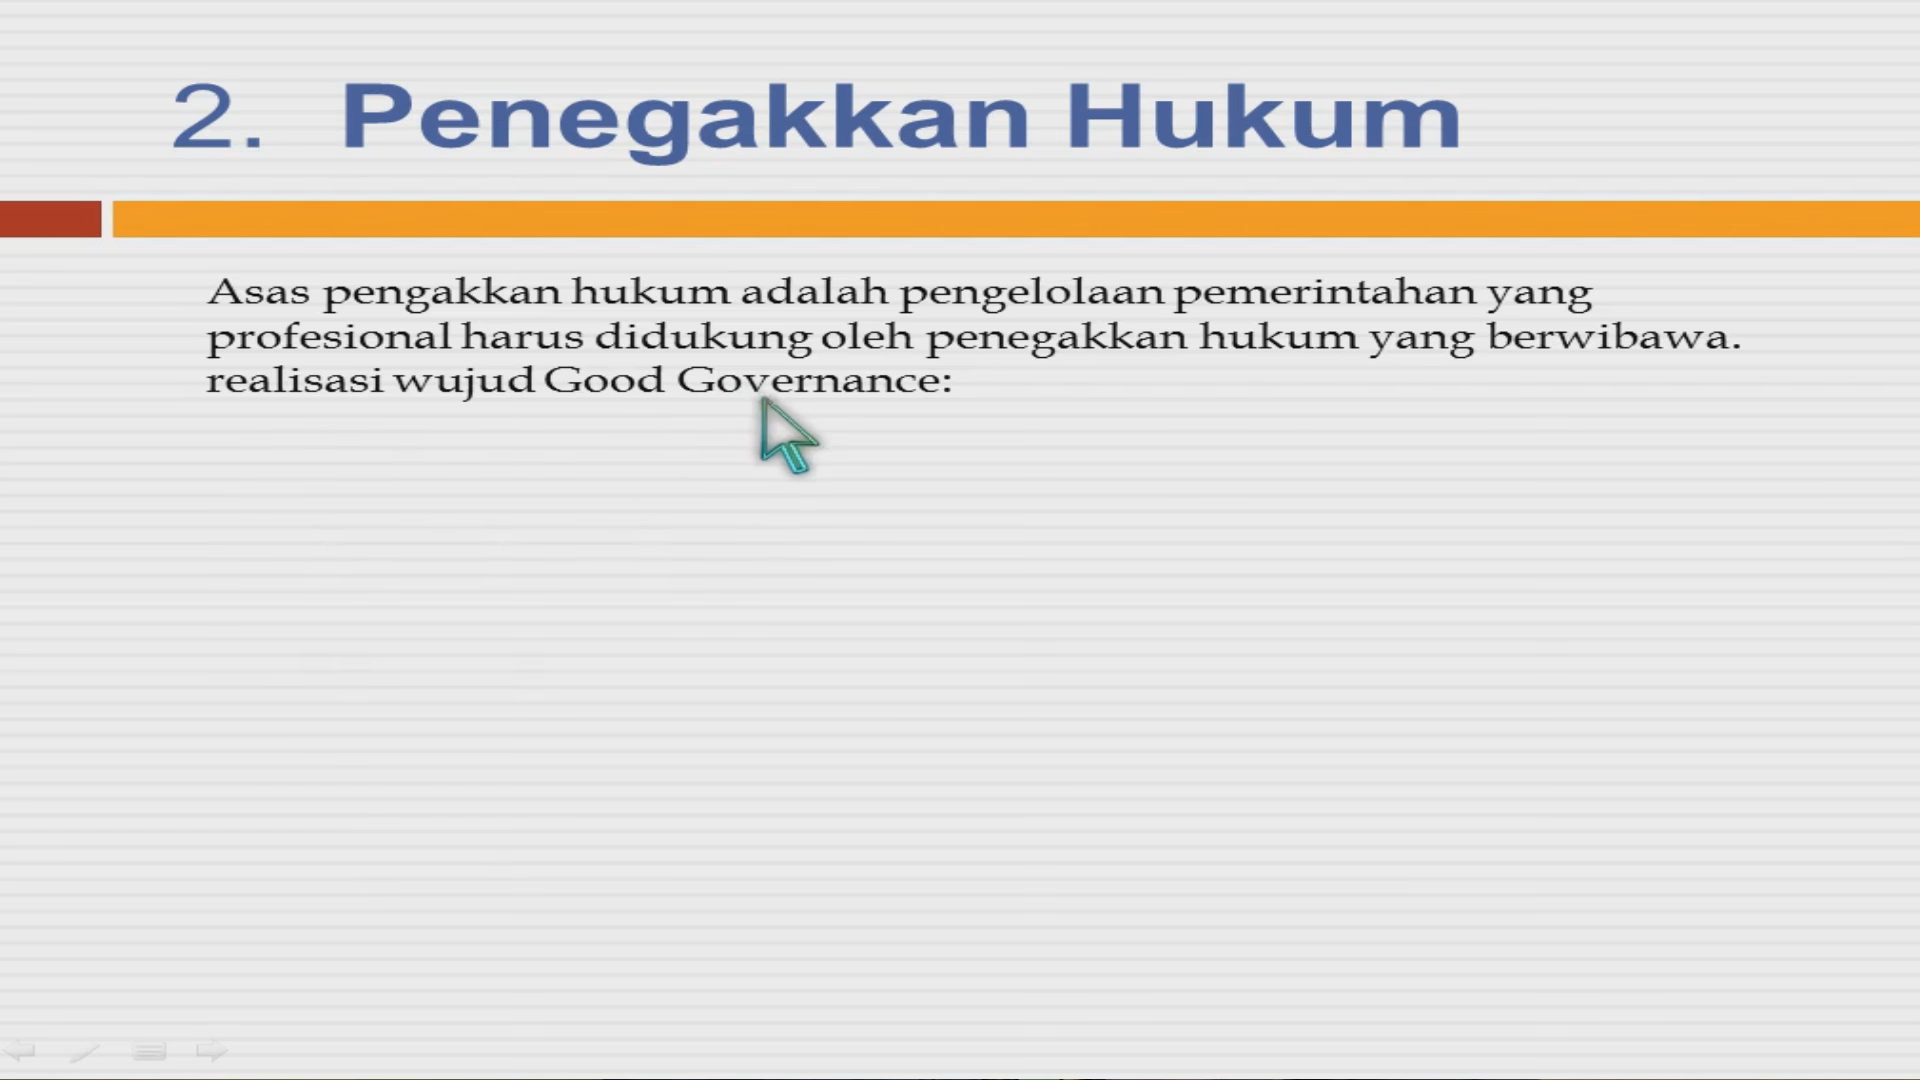 2. Penegakkan Hukum
Asas pengakkan hukum adalah pengelolaan pemerintahan yang
profesional harus didukung oleh penegakkan hukum yang berwibawa.
realisasi wujud Good Governance: